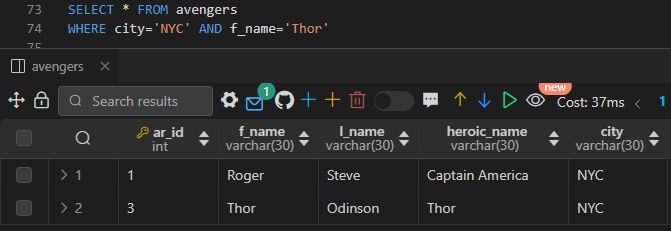 73 SELECT * FROM avengers
74 WHERE city='NYC' AND f_name='Thor'
75
avengers
Search results 1 new Cost: 37ms 1
ar_id f_name l_name heroic_name city
int varchar(30) varchar(30) varchar(30) varchar(30)
1 1 Roger Steve Captain America NYC
2 3 Thor Odinson Thor NYC